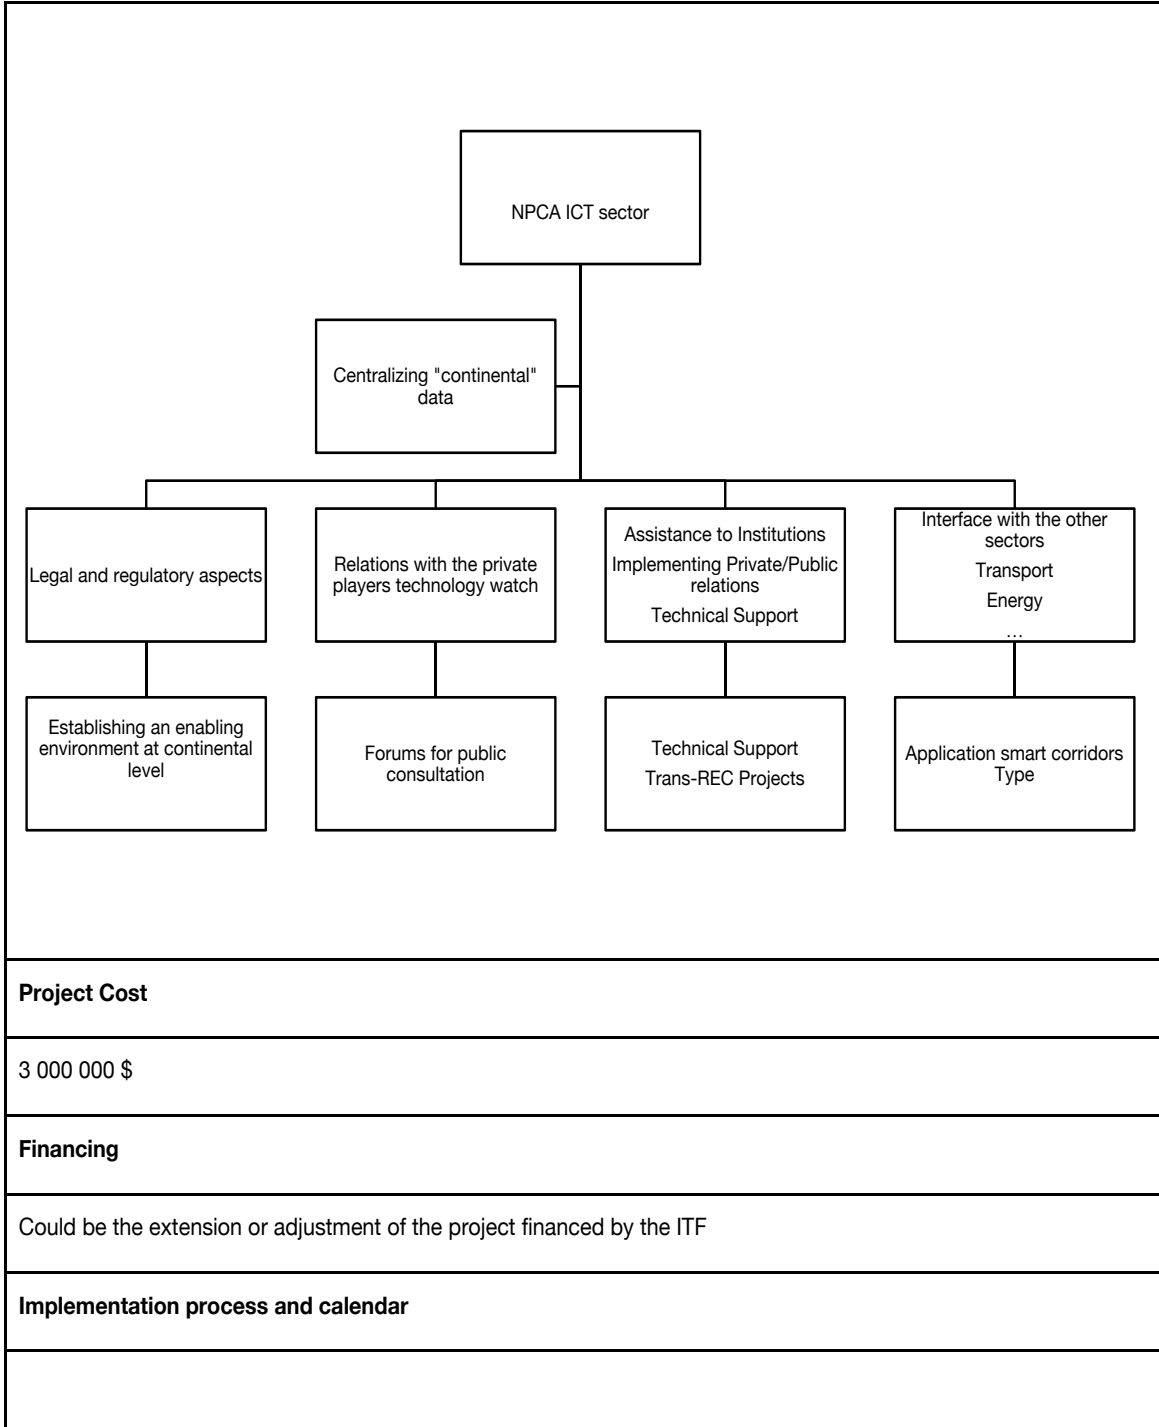 NPCA ICT sector
Centralizing "continental"
data
Legal and regulatory aspects
Relations with the private
players technology watch
Assistance to Institutions
Implementing Private/Public
relations
Technical Support
Interface with the other
sectors
Transport
Energy
...
Establishing an enabling
environment at continental
level
Forums for public
consultation
Technical Support
Trans-REC Projects
Application smart corridors
Type
Project Cost
3 000 000 $
Financing
Could be the extension or adjustment of the project financed by the ITF
Implementation process and calendar